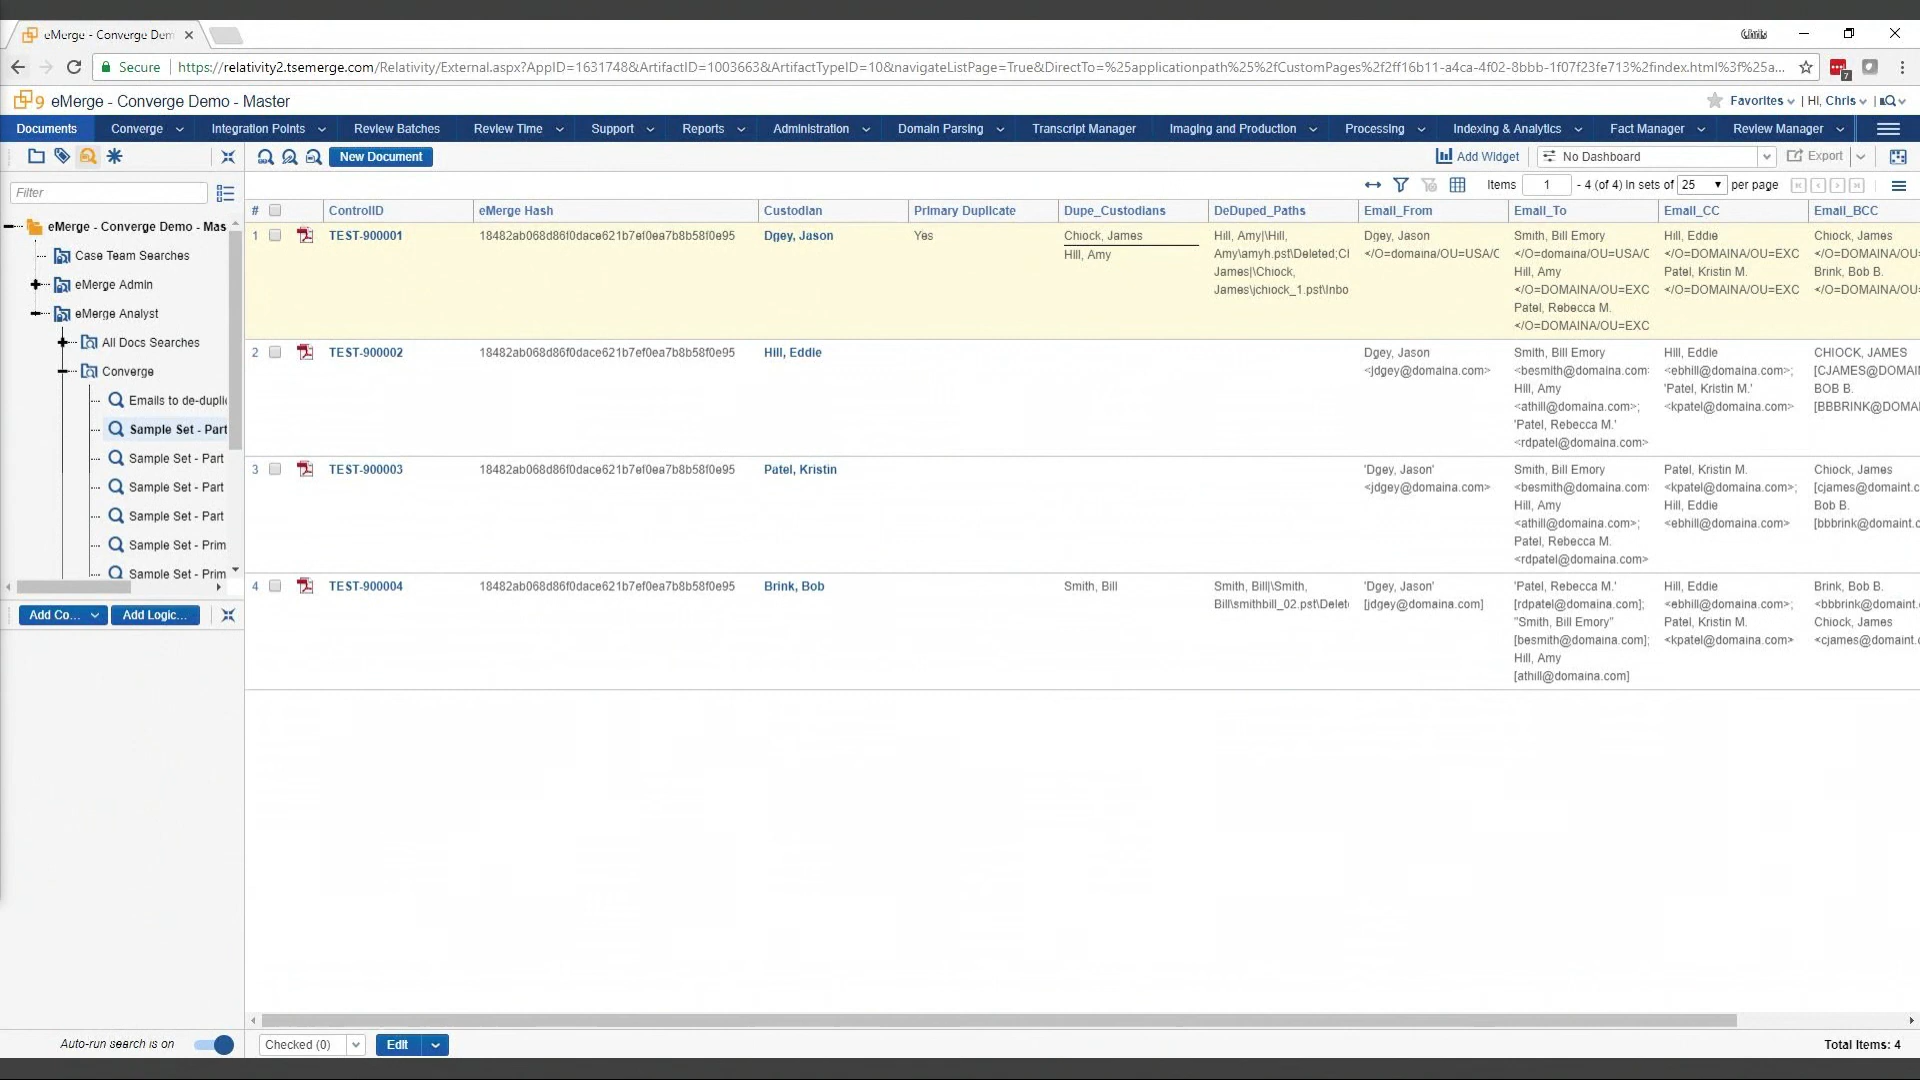 eMerge - Converge Dem
Chris
Secure
https://relativity2.tsemerge.com/Relativity/External.aspx?AppID=1631748&ArtifactID=1003663&ArtifactTypeID=10&navigateListPage=True&DirectTo=%25applicationpath%25%2fCustomPages%2f2ff16b11-a4ca-4f02-8bbb-1f07f23fe713%2findex.html%3f%25a...
7
9 eMerge - Converge Demo - Master
Favorites
Hi, Chris
Documents
Converge
Integration Points
Review Batches
Review Time
Support
Reports
Administration
Domain Parsing
Transcript Manager
Imaging and Production
Processing
Indexing & Analytics
Fact Manager
Review Manager
New Document
Add Widget
No Dashboard
Export
Filter
Items 1 - 4 (of 4) In sets of 25 per page
eMerge - Converge Demo - Mas
Case Team Searches
eMerge Admin
eMerge Analyst
All Docs Searches
Converge
Emails to de-duplic
Sample Set - Part
Sample Set - Part
Sample Set - Part
Sample Set - Part
Sample Set - Prim
Sample Set - Prim
Add Co...
Add Logic...
# ControlID eMerge Hash Custodian Primary Duplicate Dupe_Custodians DeDuped_Paths Email_From Email_To Email_CC Email_BCC
1 TEST-900001 18482ab068d86f0dace621b7ef0ea7b8b58f0e95 Dgey, Jason Yes Chiock, James Hill, Amy|\Hill, Dgey, Jason Smith, Bill Emory Hill, Eddie Chiock, James
Hill, Amy Amy\amyh.pst\Deleted;Cl </O=domaina/OU=USA/C </O=domaina/OU=USA/C </O=DOMAINA/OU=EXC </O=DOMAINA/OU=
James|\Chiock, Hill, Amy Patel, Kristin M. Brink, Bob B.
James\jchiock_1.pst\Inbo </O=DOMAINA/OU=EXC </O=DOMAINA/OU=EXC </O=DOMAINA/OU=
Patel, Rebecca M.
</O=DOMAINA/OU=EXC
2 TEST-900002 18482ab068d86f0dace621b7ef0ea7b8b58f0e95 Hill, Eddie Dgey, Jason Smith, Bill Emory Hill, Eddie CHIOCK, JAMES
<jdgey@domaina.com> <besmith@domaina.com <ebhill@domaina.com>; [CJAMES@DOMAI
Hill, Amy 'Patel, Kristin M.' BOB B.
<athill@domaina.com>; <kpatel@domaina.com> [BBBRINK@DOMA
'Patel, Rebecca M.'
<rdpatel@domaina.com>
3 TEST-900003 18482ab068d86f0dace621b7ef0ea7b8b58f0e95 Patel, Kristin 'Dgey, Jason' Smith, Bill Emory Patel, Kristin M. Chiock, James
<jdgey@domaina.com> <besmith@domaina.com <kpatel@domaina.com>; [cjames@domaint.c
Hill, Amy Hill, Eddie Bob B.
<athill@domaina.com>; <ebhill@domaina.com> [bbbrink@domaint.c
Patel, Rebecca M.
<rdpatel@domaina.com>
4 TEST-900004 18482ab068d86f0dace621b7ef0ea7b8b58f0e95 Brink, Bob Smith, Bill Smith, Bill|\Smith, 'Dgey, Jason' 'Patel, Rebecca M.' Hill, Eddie Brink, Bob B.
Bill\smithbill_02.pst\Delet [jdgey@domaina.com] [rdpatel@domaina.com]; <ebhill@domaina.com>; <bbbrink@domaint.
"Smith, Bill Emory" Patel, Kristin M. Chiock, James
[besmith@domaina.com]; <kpatel@domaina.com> <cjames@domaint.c
Hill, Amy
[athill@domaina.com]
Auto-run search is on
Checked (0)
Edit
Total Items: 4